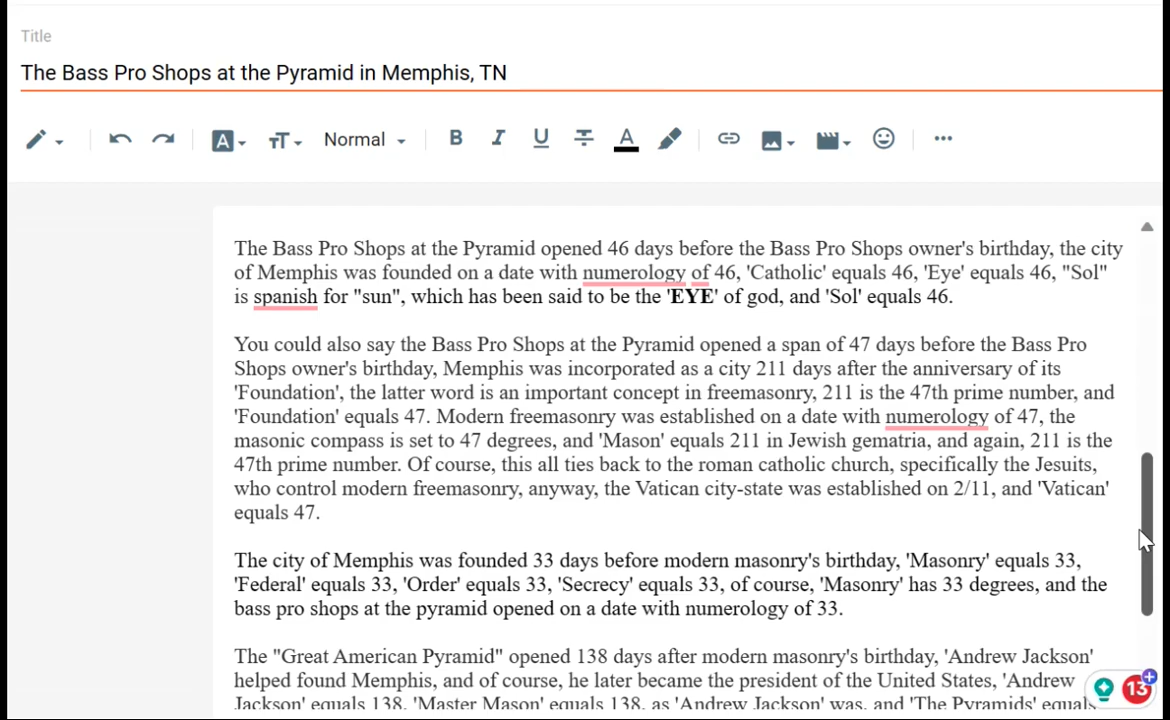 Title
The Bass Pro Shops at the Pyramid in Memphis, TN
A TT Normal B I U T A
The Bass Pro Shops at the Pyramid opened 46 days before the Bass Pro Shops owner's birthday, the city
of Memphis was founded on a date with numerology of 46, 'Catholic' equals 46, 'Eye' equals 46, "Sol"
is spanish for "sun", which has been said to be the 'EYE' of god, and 'Sol' equals 46.
You could also say the Bass Pro Shops at the Pyramid opened a span of 47 days before the Bass Pro
Shops owner's birthday, Memphis was incorporated as a city 211 days after the anniversary of its
'Foundation', the latter word is an important concept in freemasonry, 211 is the 47th prime number, and
'Foundation' equals 47. Modern freemasonry was established on a date with numerology of 47, the
masonic compass is set to 47 degrees, and 'Mason' equals 211 in Jewish gematria, and again, 211 is the
47th prime number. Of course, this all ties back to the roman catholic church, specifically the Jesuits,
who control modern freemasonry, anyway, the Vatican city-state was established on 2/11, and 'Vatican'
equals 47.
The city of Memphis was founded 33 days before modern masonry's birthday, 'Masonry' equals 33,
'Federal' equals 33, 'Order' equals 33, 'Secrecy' equals 33, of course, 'Masonry' has 33 degrees, and the
bass pro shops at the pyramid opened on a date with numerology of 33.
The "Great American Pyramid" opened 138 days after modern masonry's birthday, 'Andrew Jackson'
helped found Memphis, and of course, he later became the president of the United States, 'Andrew
Jackson' equals 138, 'Master Mason' equals 138, as 'Andrew Jackson' was, and 'The Pyramids' equals
13